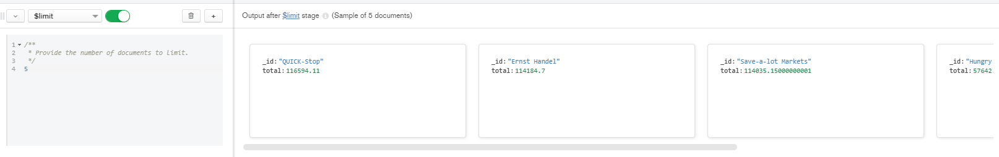 $limit
+
Output after $limit stage (Sample of 5 documents)
1 /**
2  * Provide the number of documents to limit.
3  */
4 5
_id: "QUICK-Stop"
total: 116594.11
_id: "Ernst Handel"
total: 114184.7
_id: "Save-a-lot Markets"
total: 114035.15000000001
_id: "Hungry
total: 57642.